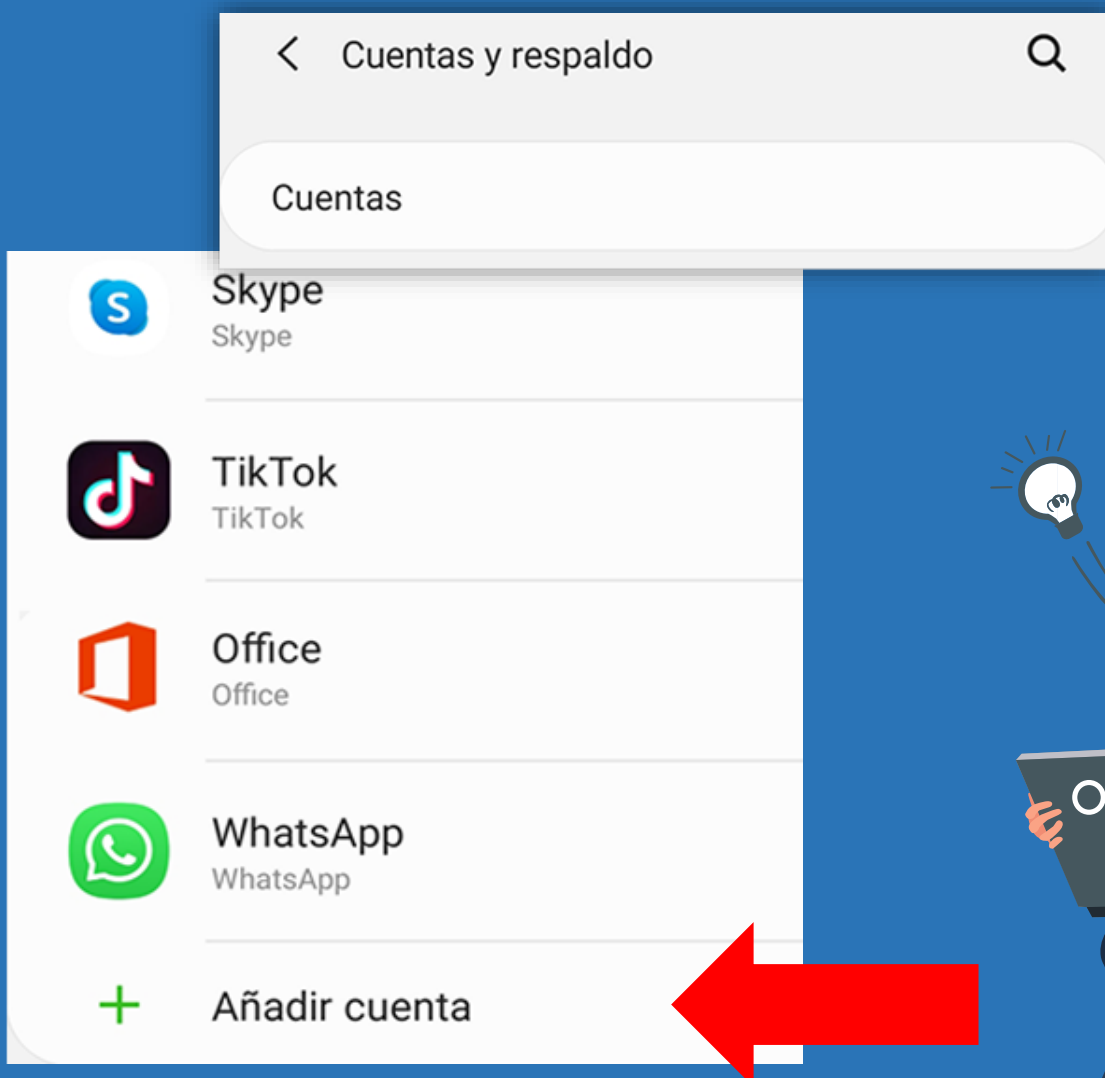 Cuentas y respaldo
Cuentas
Skype
Skype
TikTok
TikTok
Office
Office
WhatsApp
WhatsApp
Añadir cuenta